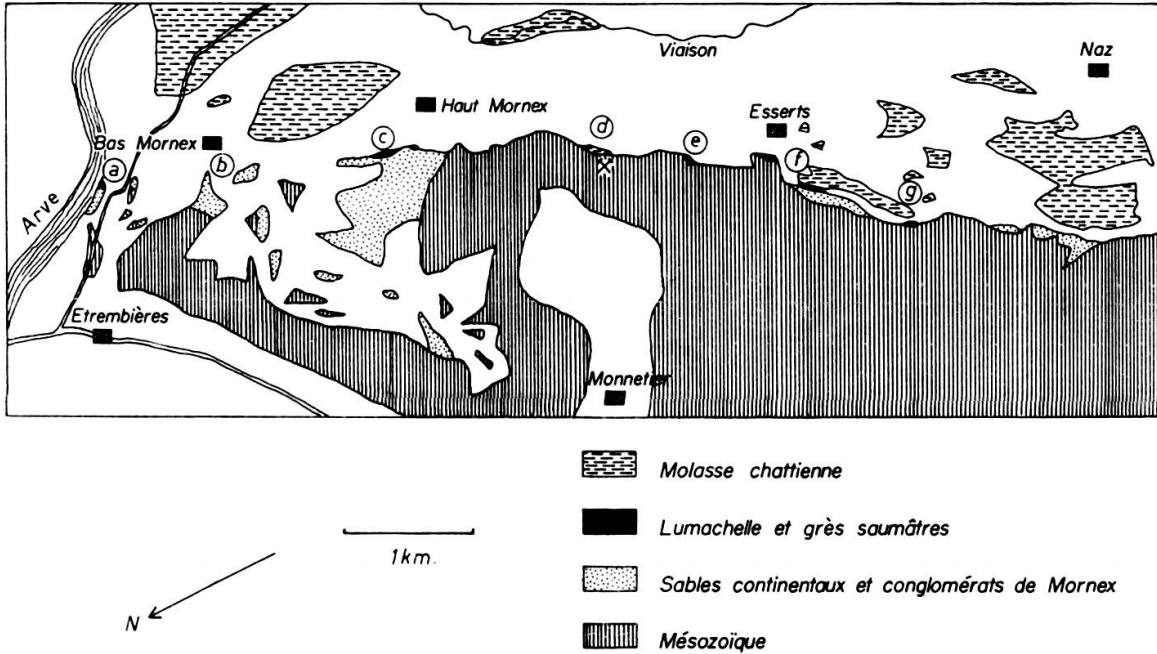 Viaison
Naz
Haut Mornex
Esserts
Bas Mornex
a
b
c
d
e
f
g
Arve
Etrembières
Monnetier
Molasse chattienne
Lumachelle et grès saumâtres
1 km.
Sables continentaux et conglomérats de Mornex
N
Mésozoïque